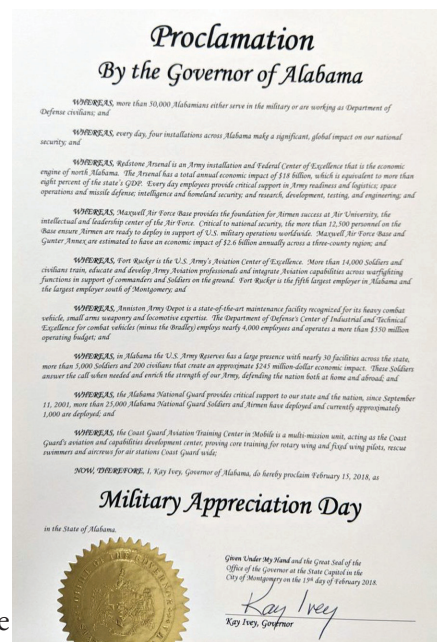 Proclamation
By the Governor of Alabama
WHEREAS, more than 50,000 Alabamians either serve in the military or are working as Department of
Defense civilians; and
WHEREAS, every day, four installations across Alabama make a significant, global impact on our national
security; and
WHEREAS, Redstone Arsenal is an Army installation and Federal Center of Excellence that is the economic
engine of north Alabama. The Arsenal has a total annual economic impact of $18 billion, which is equivalent to more than
eight percent of the state's GDP. Every day employees provide critical support in Army readiness and logistics; space
operations and missile defense; intelligence and homeland security; and research, development, testing, and engineering; and
WHEREAS, Maxwell Air Force Base provides the foundation for Airmen success at Air University, the
intellectual and leadership center of the Air Force. Critical to national security, the more than 12,500 personnel on the
Base ensure Airmen are ready to deploy in support of U.S. military operations worldwide. Maxwell Air Force Base and
Gunter Annex are estimated to have an economic impact of $2.6 billion annually across a three-county region; and
WHEREAS, Fort Rucker is the U.S. Army's Aviation Center of Excellence. More than 14,000 Soldiers and
civilians train, educate and develop Army Aviation professionals and integrate Aviation capabilities across warfighting
functions in support of commanders and Soldiers on the ground. Fort Rucker is the fifth largest employer in Alabama and
the largest employer south of Montgomery; and
WHEREAS, Anniston Army Depot is a state-of-the-art maintenance facility recognized for its heavy combat
vehicle, small arms weaponry and locomotive expertise. The Department of Defense's Center of Industrial and Technical
Excellence for combat vehicles (minus the Bradley) employs nearly 4,000 employees and operates a more than $550 million
operating budget; and
WHEREAS, in Alabama the U.S. Army Reserves has a large presence with nearly 30 facilities across the state,
more than 5,000 Soldiers and 200 civilians that create an approximate $245 million-dollar economic impact. These Soldiers
answer the call when needed and enrich the strength of our Army, defending the nation both at home and abroad; and
WHEREAS, the Alabama National Guard provides critical support to our state and the nation, since September
11, 2001, more than 25,000 Alabama National Guard Soldiers and Airmen have deployed and currently approximately
1,000 are deployed; and
WHEREAS, the Coast Guard Aviation Training Center in Mobile is a multi-mission unit, acting as the Coast
Guard's aviation and capabilities development center; proving core training for rotary wing and fixed wing pilots, rescue
swimmers and aircrews for air stations Coast Guard wide;
NOW, THEREFORE, I, Kay Ivey, Governor of Alabama, do hereby proclaim February 15, 2018, as
Military Appreciation Day
in the State of Alabama.
Given Under My Hand and the Great Seal of the
Office of the Governor at the State Capitol in the
City of Montgomery on the 15th day of February 2018.
Kay Ivey
Kay Ivey, Governor
e